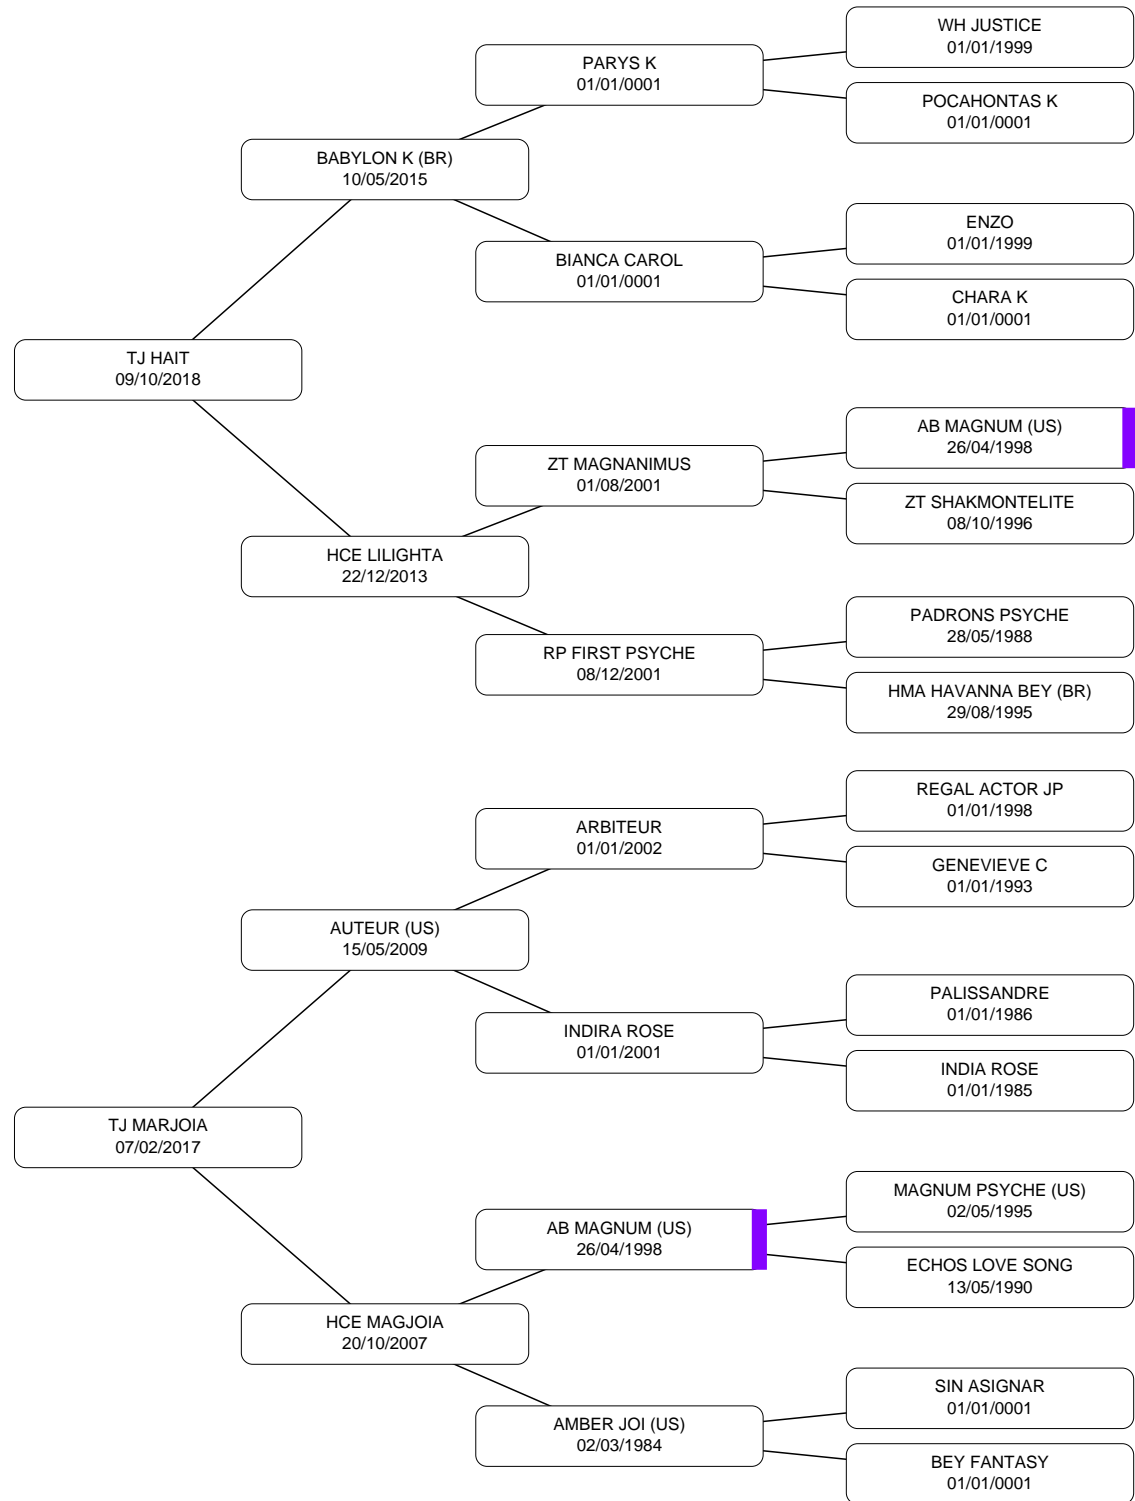 WH JUSTICE
01/01/1999
PARYS K
01/01/0001
POCAHONTAS K
01/01/0001
BABYLON K (BR)
10/05/2015
ENZO
01/01/1999
BIANCA CAROL
01/01/0001
CHARA K
01/01/0001
TJ HAIT
09/10/2018
AB MAGNUM (US)
26/04/1998
ZT MAGNANIMUS
01/08/2001
ZT SHAKMONTELITE
08/10/1996
HCE LILIGHTA
22/12/2013
PADRONS PSYCHE
28/05/1988
RP FIRST PSYCHE
08/12/2001
HMA HAVANNA BEY (BR)
29/08/1995
REGAL ACTOR JP
01/01/1998
ARBITEUR
01/01/2002
GENEVIEVE C
01/01/1993
AUTEUR (US)
15/05/2009
PALISSANDRE
01/01/1986
INDIRA ROSE
01/01/2001
INDIA ROSE
01/01/1985
TJ MARJOIA
07/02/2017
MAGNUM PSYCHE (US)
02/05/1995
AB MAGNUM (US)
26/04/1998
ECHOS LOVE SONG
13/05/1990
HCE MAGJOIA
20/10/2007
SIN ASIGNAR
01/01/0001
AMBER JOI (US)
02/03/1984
BEY FANTASY
01/01/0001